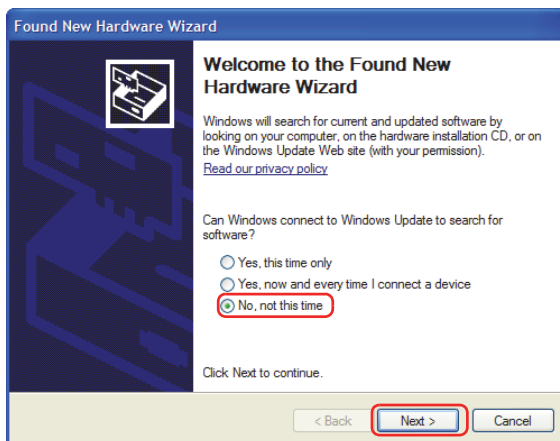 Found New Hardware Wizard
Welcome to the Found New
Hardware Wizard
Windows will search for current and updated software by
looking on your computer, on the hardware installation CD, or on
the Windows Update Web site (with your permission).
Read our privacy policy
Can Windows connect to Windows Update to search for
software?
Yes, this time only
Yes, now and every time I connect a device
No, not this time
Click Next to continue.
< Back
Next >
Cancel